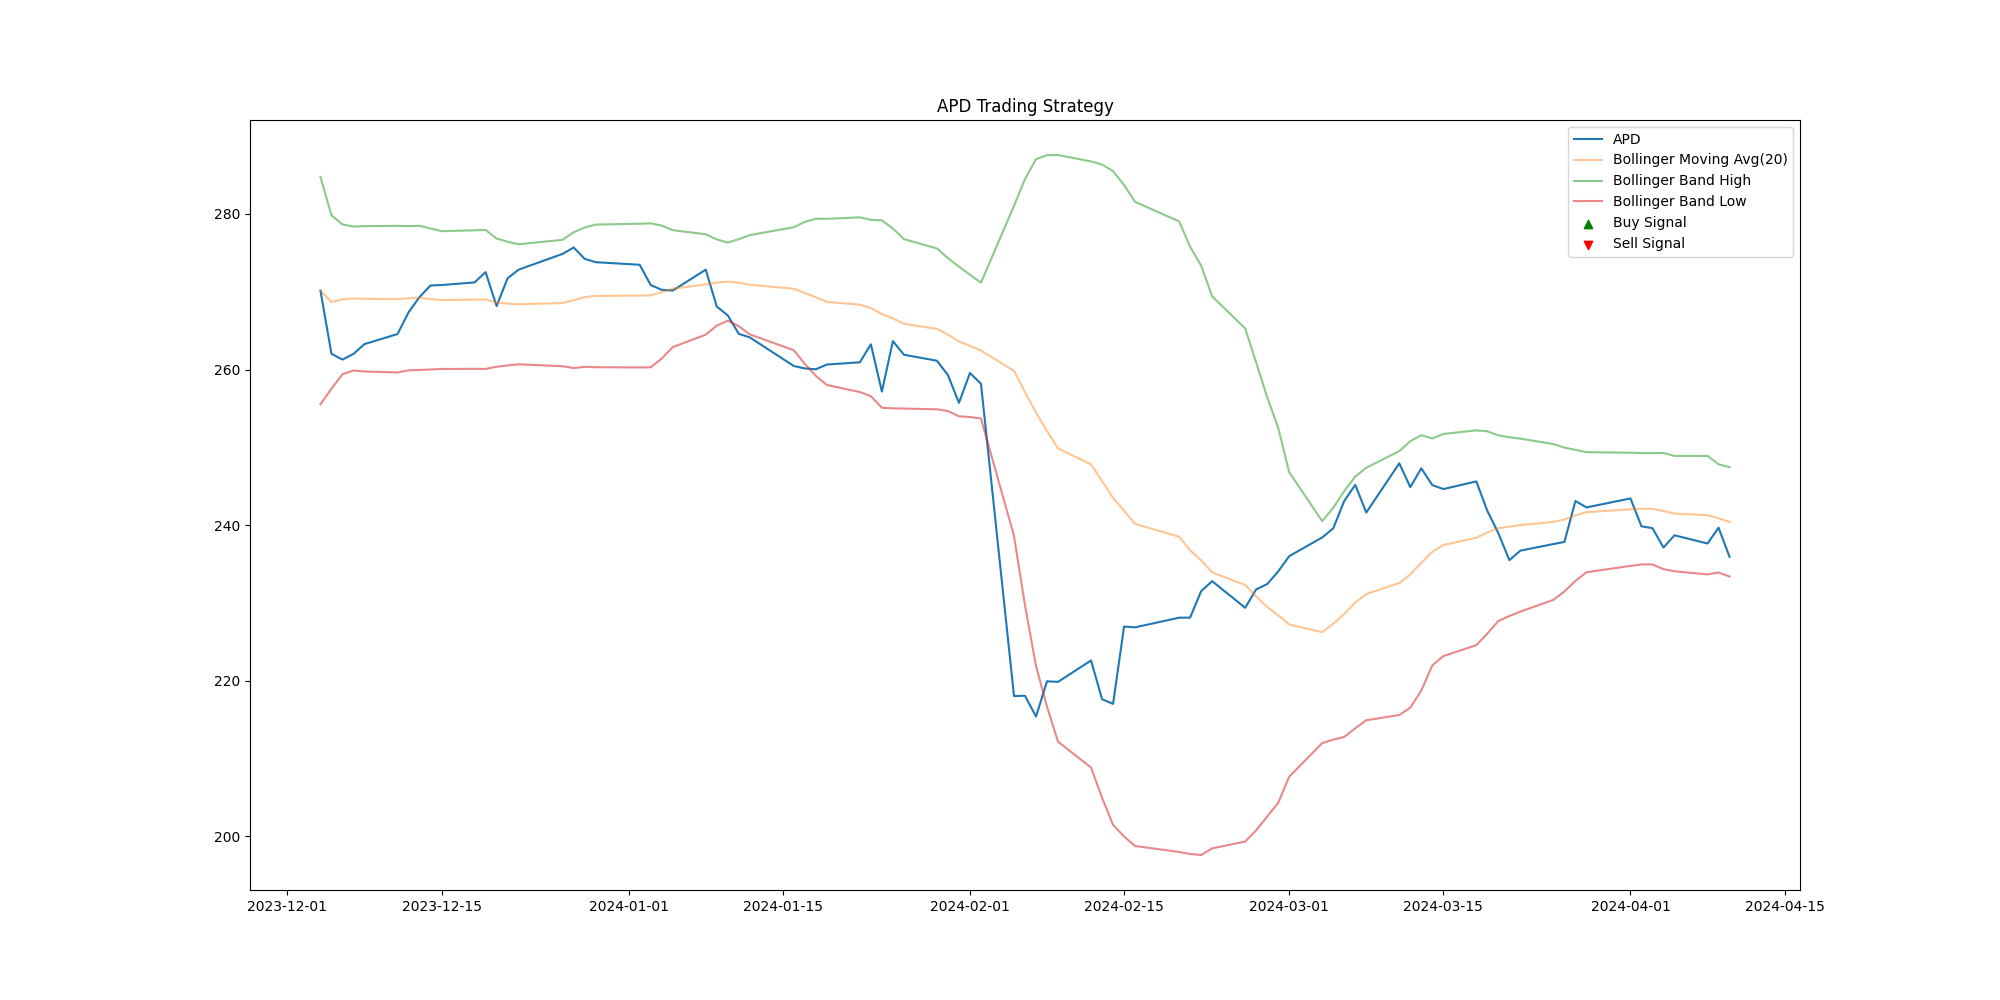 APD Trading Strategy
APD
Bollinger Moving Avg(20)
Bollinger Band High
Bollinger Band Low
Buy Signal
Sell Signal
280
260
240
220
200
2023-12-01 2023-12-15 2024-01-01 2024-01-15 2024-02-01 2024-02-15 2024-03-01 2024-03-15 2024-04-01 2024-04-15